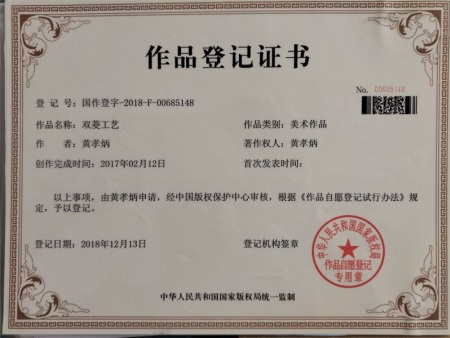 作品登记证书
No. 00685148
登 记 号：国作登字-2018-F-00685148
作品名称：双菱工艺 作品类别：美术作品
作 者：黄孝炳 著作权人：黄孝炳
创作完成时间：2017年02月12日 首次发表时间：
以上事项，由黄孝炳申请，经中国版权保护中心审核，根据《作品自愿登记试行办法》规
定，予以登记。
登记日期：2018年12月13日 登记机构签章
中华人民共和国国家版权局
作品自愿登记
专用章
中华人民共和国国家版权局统一监制